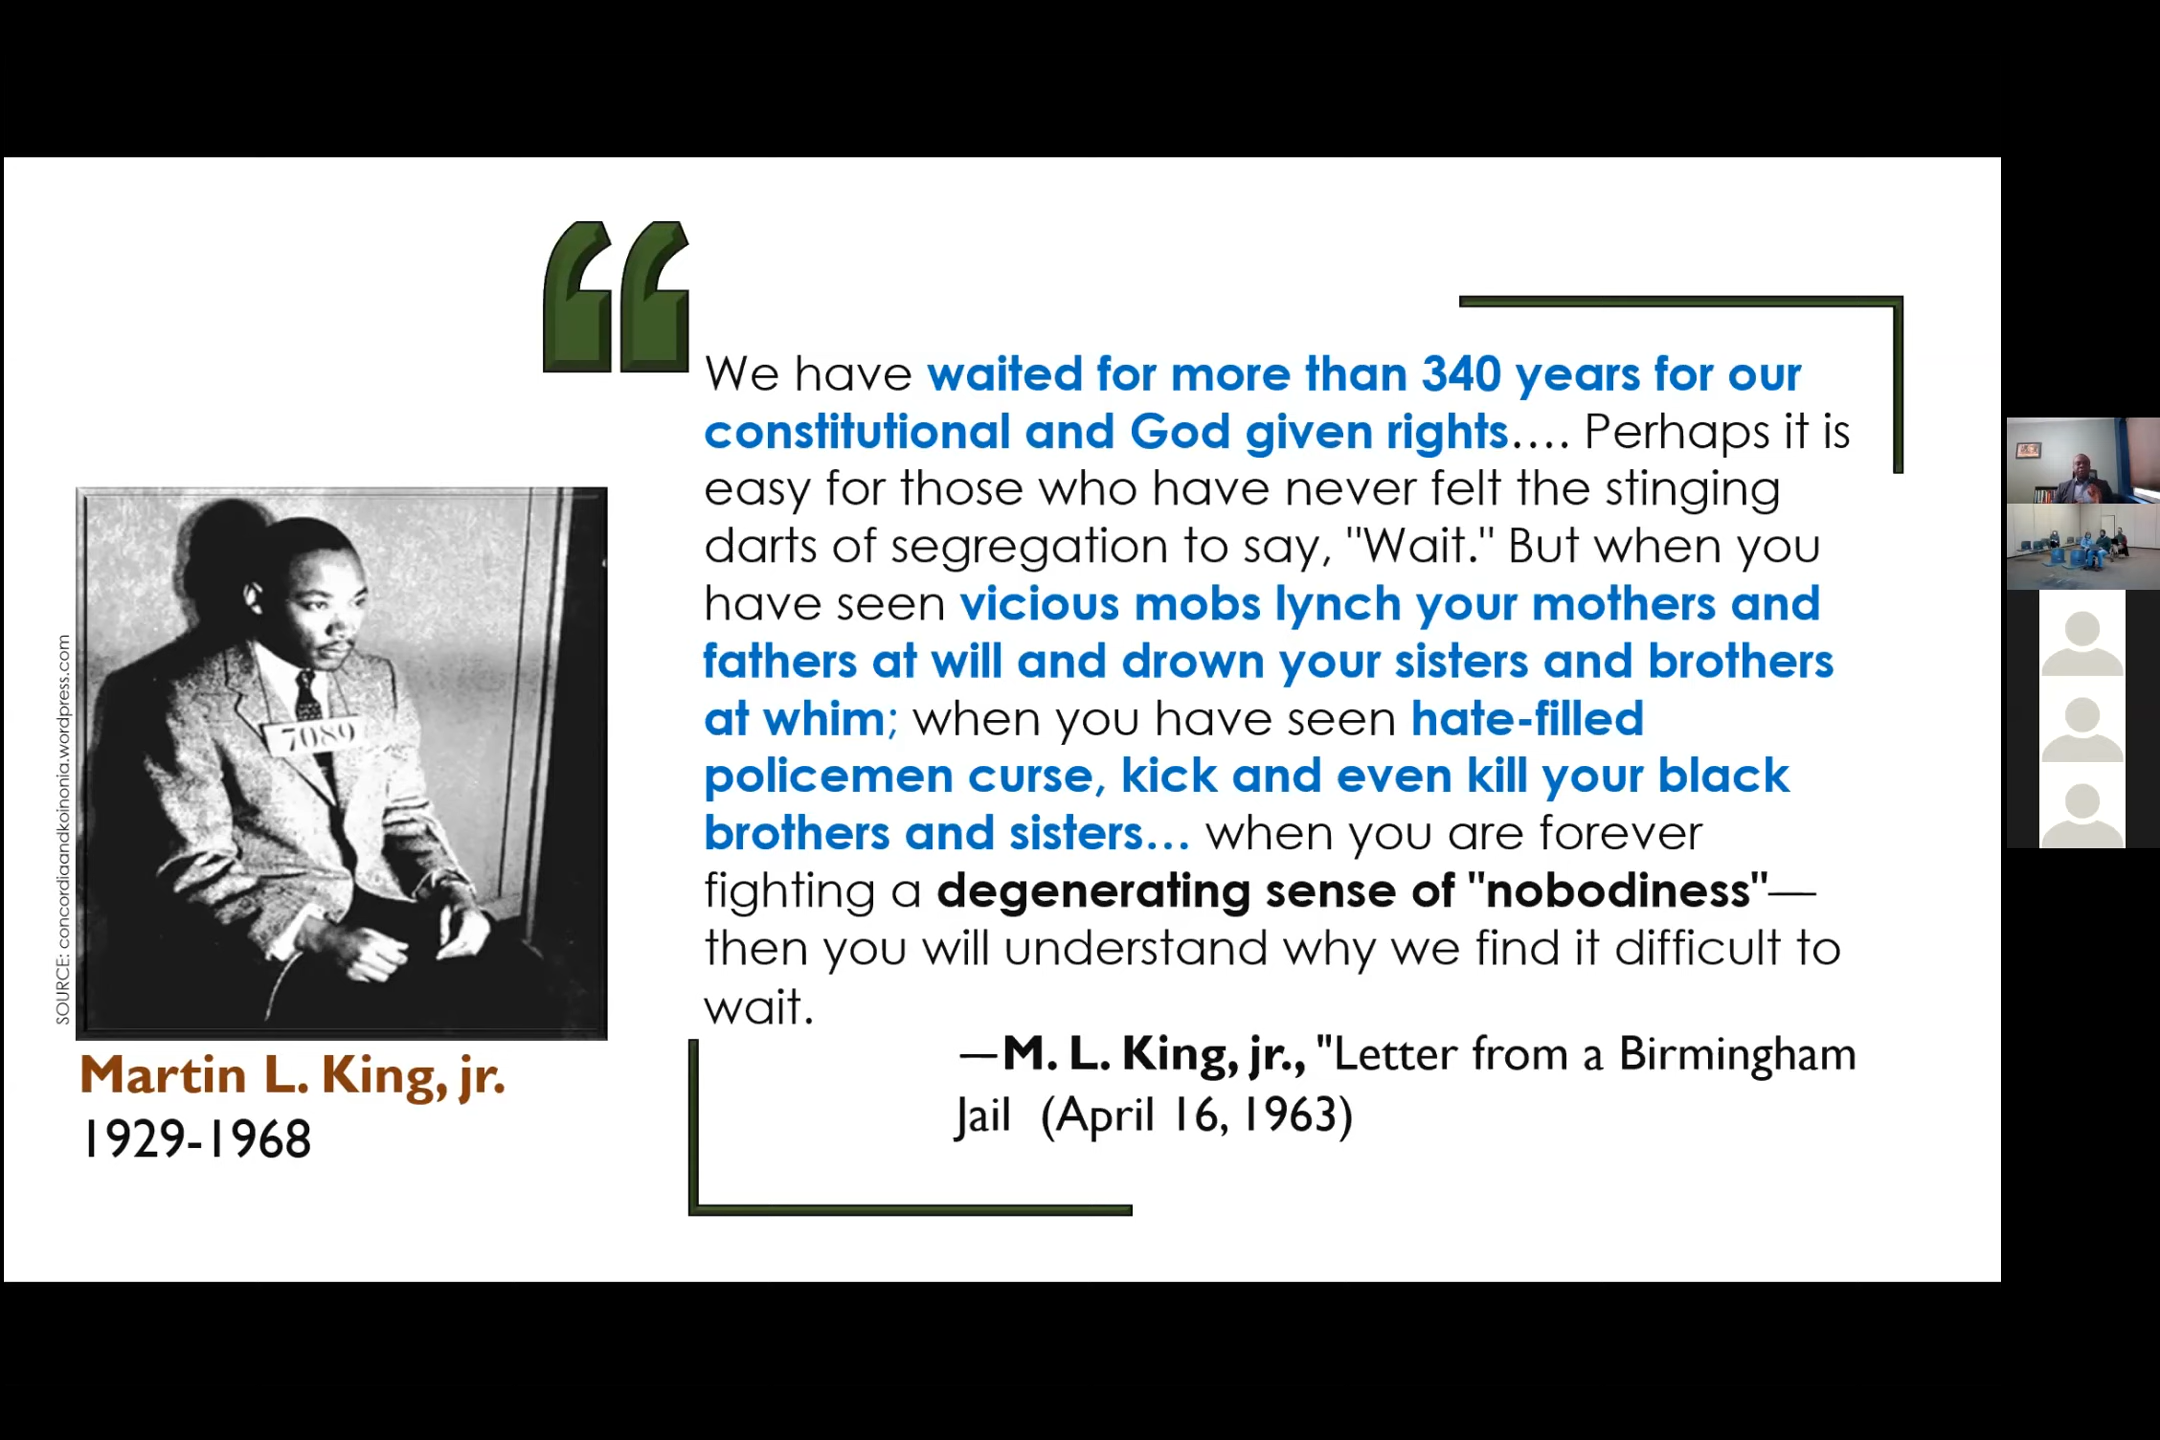 We have waited for more than 340 years for our
constitutional and God given rights.... Perhaps it is
easy for those who have never felt the stinging
darts of segregation to say, "Wait." But when you
have seen vicious mobs lynch your mothers and
fathers at will and drown your sisters and brothers
at whim; when you have seen hate-filled
policemen curse, kick and even kill your black
brothers and sisters... when you are forever
fighting a degenerating sense of "nobodiness"—
then you will understand why we find it difficult to
wait.
—M. L. King, jr., "Letter from a Birmingham
Jail (April 16, 1963)
SOURCE: concordiaandkoinonia.wordpress.com
7089
Martin L. King, jr.
1929-1968